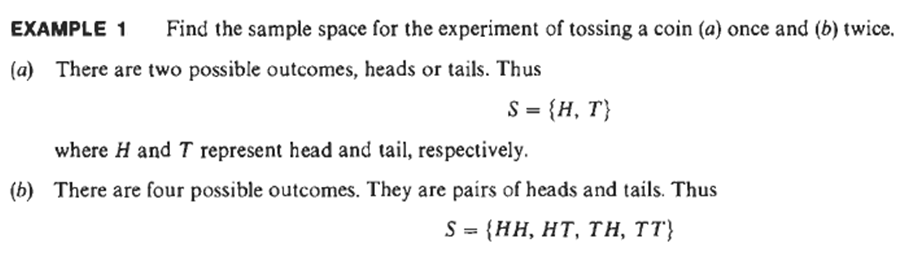 EXAMPLE 1 Find the sample space for the experiment of tossing a coin (a) once and (b) twice.
(a) There are two possible outcomes, heads or tails. Thus
S = {H, T}
where H and T represent head and tail, respectively.
(b) There are four possible outcomes. They are pairs of heads and tails. Thus
S = {HH, HT, TH, TT}